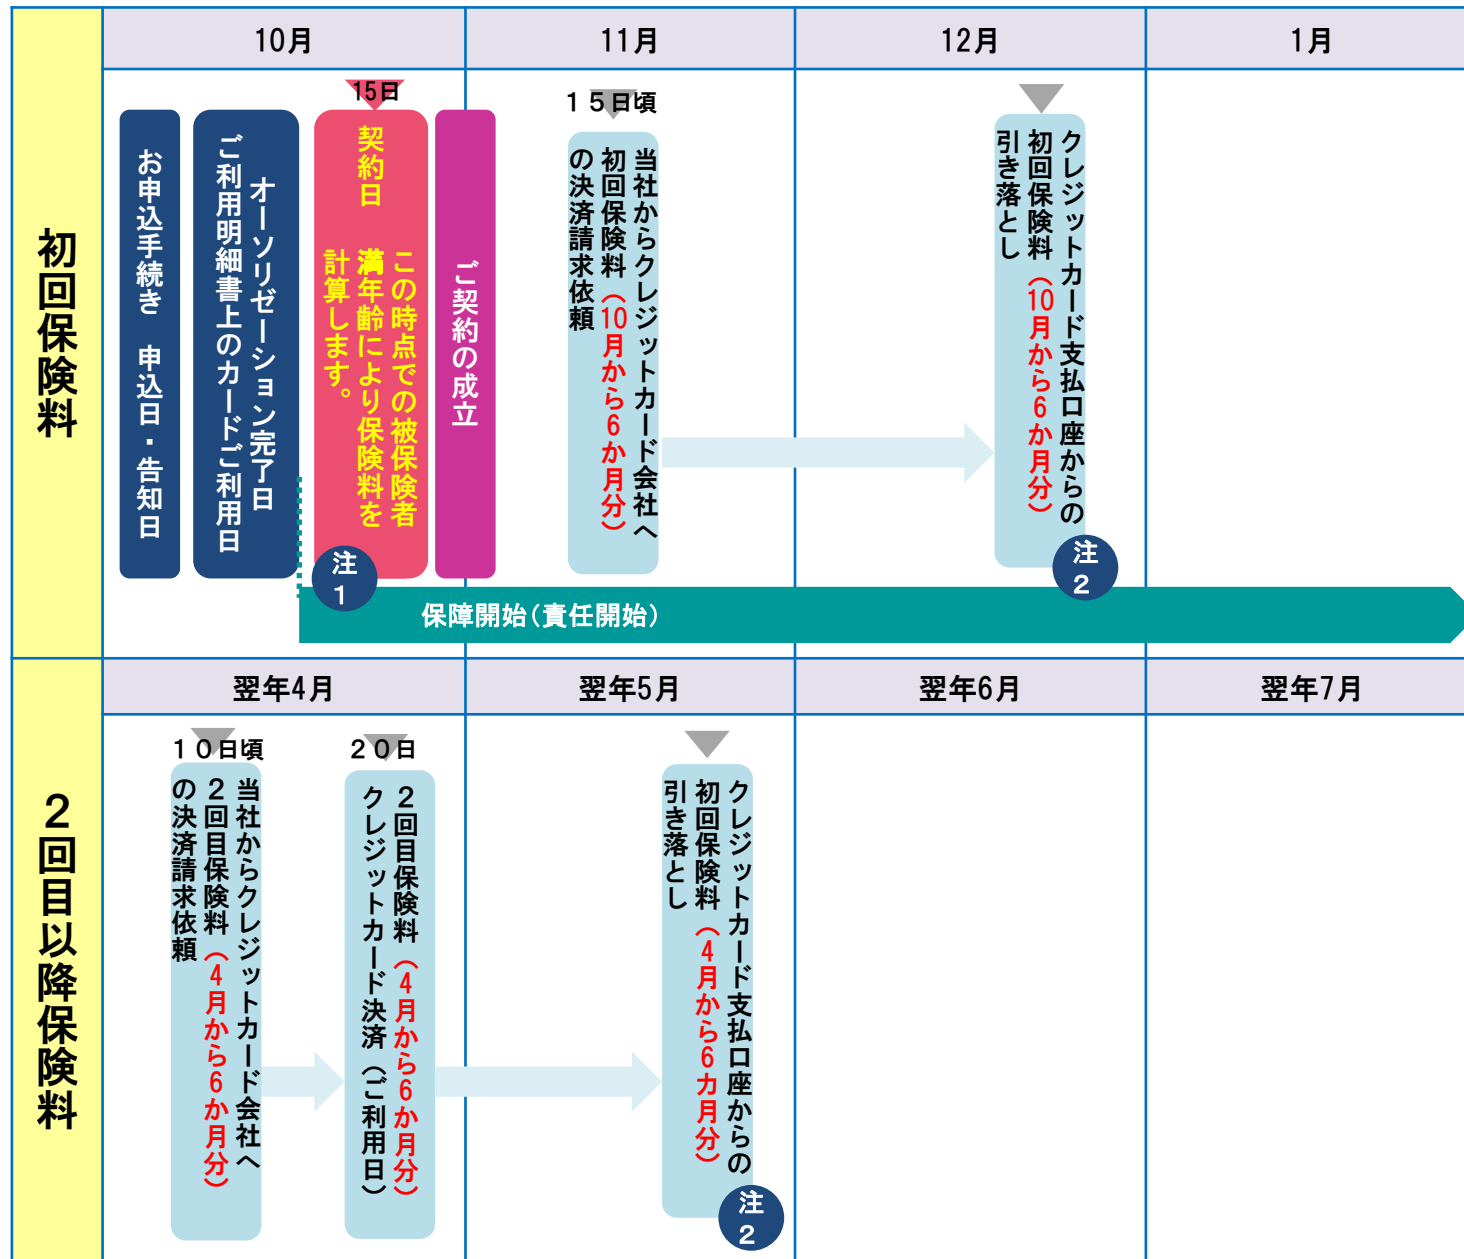 初回保険料
10月
11月
12月
1月
お申込手続き　申込日・告知日
オーソリゼーション完了日
ご利用明細書上のカードご利用日
15日
契約日　この時点での被保険者
満年齢により保険料を
計算します。
注
1
ご契約の成立
１５日頃
当社からクレジットカード会社へ
初回保険料（10月から6か月分）
の決済請求依頼
クレジットカード支払口座からの
初回保険料（10月から6か月分）
引き落とし
注
2
保障開始（責任開始）
２回目以降保険料
翌年4月
翌年5月
翌年6月
翌年7月
１０日頃
当社からクレジットカード会社へ
２回目保険料（4月から6か月分）
の決済請求依頼
２０日
２回目保険料（4月から6か月分）
クレジットカード決済（ご利用日）
クレジットカード支払口座からの
初回保険料（4月から6カ月分）
引き落とし
注
2